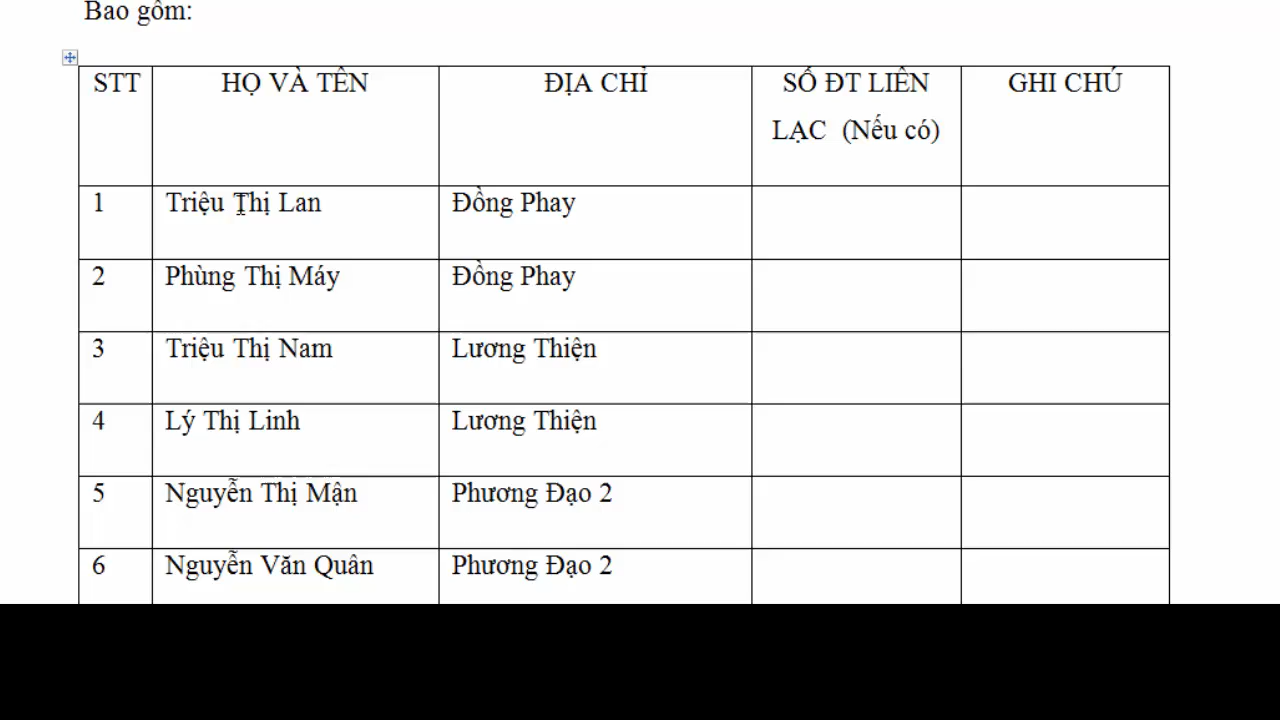 Bao gồm:
STT HỌ VÀ TÊN ĐỊA CHỈ SỐ ĐT LIÊN LẠC (Nếu có) GHI CHÚ
1 Triệu Thị Lan Đồng Phay
2 Phùng Thị Máy Đồng Phay
3 Triệu Thị Nam Lương Thiện
4 Lý Thị Linh Lương Thiện
5 Nguyễn Thị Mận Phương Đạo 2
6 Nguyễn Văn Quân Phương Đạo 2